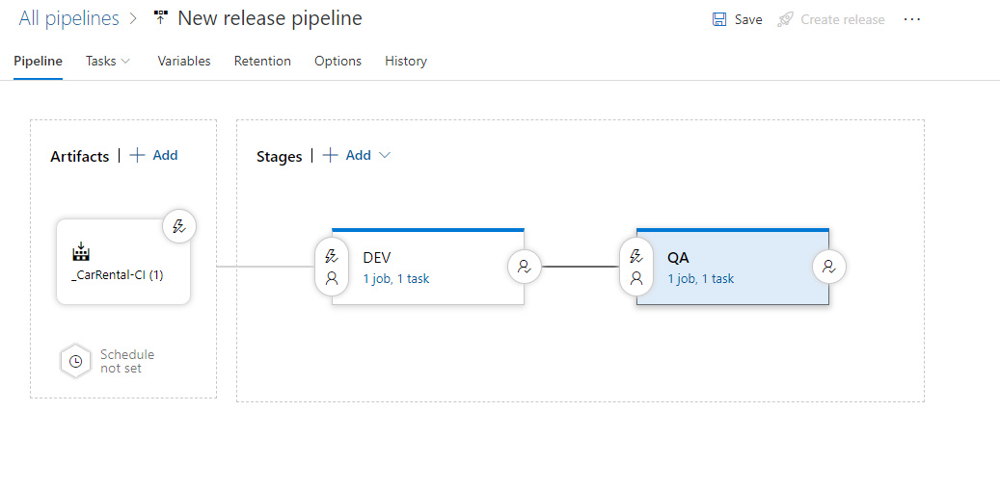 All pipelines > New release pipeline
Save Create release ...
Pipeline Tasks Variables Retention Options History
Artifacts | + Add
Stages | + Add
_CarRental-CI (1)
DEV
1 job, 1 task
QA
1 job, 1 task
Schedule
not set